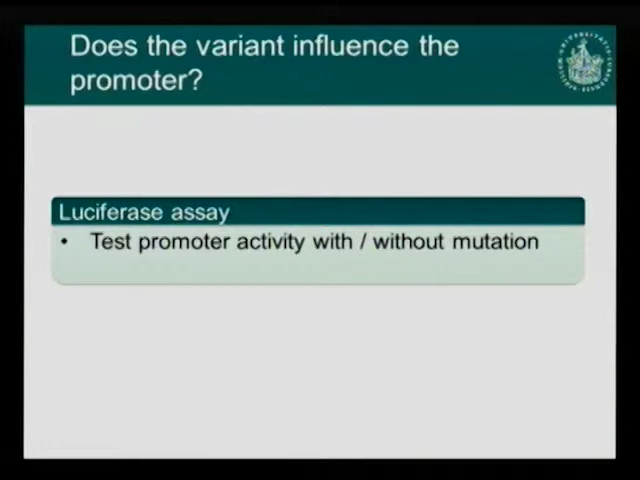 Does the variant influence the
promoter?
Luciferase assay
• Test promoter activity with / without mutation